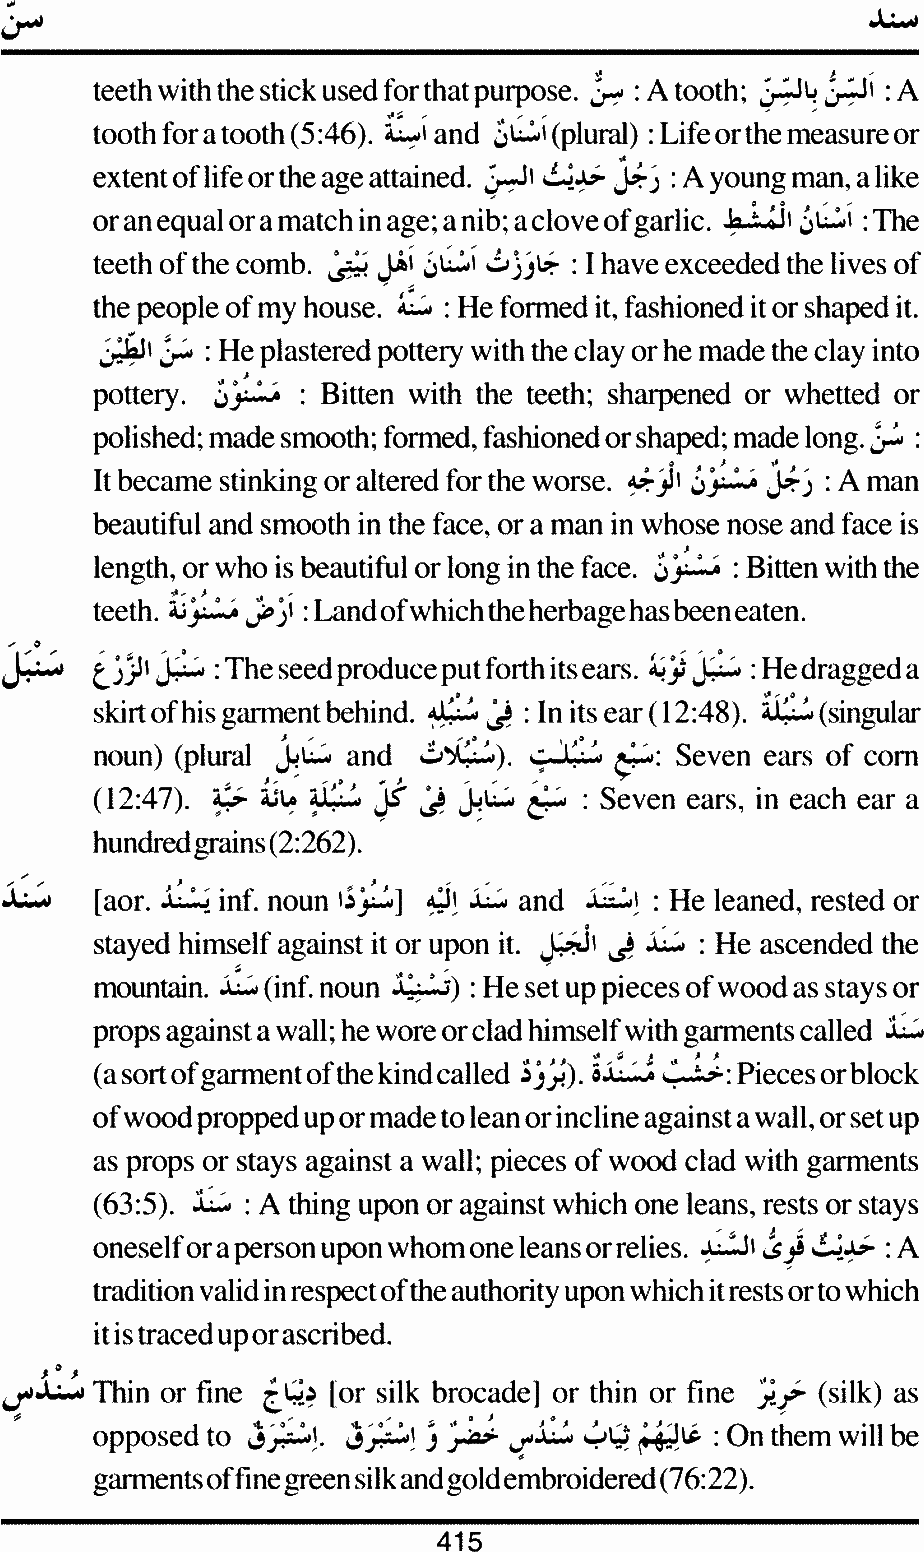 سنّ سند
teeth with the stick used for that purpose. سِنٌّ : A tooth; اَلسِّنُّ بِالسِّنِّ : A
tooth for a tooth (5:46). اَسِنَّةٌ and اَسْنَانٌ (plural) : Life or the measure or
extent of life or the age attained. رَجُلٌ حَدِيْثُ السِّنِّ : A young man, a like
or an equal or a match in age; a nib; a clove of garlic. اَسْنَانُ الْمُشْطِ : The
teeth of the comb. جَاوَزْتُ اَسْنَانَ اَهْلِ بَيْتِىْ : I have exceeded the lives of
the people of my house. سَنَّهُ : He formed it, fashioned it or shaped it.
سَنَّ الطِّيْنَ : He plastered pottery with the clay or he made the clay into
pottery. مَسْنُوْنٌ : Bitten with the teeth; sharpened or whetted or
polished; made smooth; formed, fashioned or shaped; made long. سُنَّ :
It became stinking or altered for the worse. رَجُلٌ مَسْنُوْنُ الْوَجْهِ : A man
beautiful and smooth in the face, or a man in whose nose and face is
length, or who is beautiful or long in the face. مَسْنُوْنٌ : Bitten with the
teeth. اَرْضٌ مَسْنُوْنَةٌ : Land of which the herbage has been eaten.
سَنْبَلَ سَنْبَلَ الزَّرْعُ : The seed produce put forth its ears. سَنْبَلَ ثَوْبَهُ : He dragged a
skirt of his garment behind. فِىْ سُنْبُلِهٖ : In its ear (12:48). سُنْبُلَةٌ (singular
noun) (plural سَنَابِلُ and سُنْبُلَاتٌ). سَبْعِ سُنْبُلٰتٍ: Seven ears of corn
(12:47). سَبْعَ سَنَابِلَ فِىْ كُلِّ سُنْبُلَةٍ مِائَةُ حَبَّةٍ : Seven ears, in each ear a
hundred grains (2:262).
سَنَدَ [aor. يَسْنُدُ inf. noun سُنُوْدًا] سَنَدَ اِلَيْهِ and اِسْتَنَدَ : He leaned, rested or
stayed himself against it or upon it. سَنَدَ فِى الْجَبَلِ : He ascended the
mountain. سَنَّدَ (inf. noun تَسْنِيْدٌ) : He set up pieces of wood as stays or
props against a wall; he wore or clad himself with garments called سَنَدٌ
(a sort of garment of the kind called بُرُوْدٌ). خُشُبٌ مُسَنَّدَةٌ: Pieces or block
of wood propped up or made to lean or incline against a wall, or set up
as props or stays against a wall; pieces of wood clad with garments
(63:5). سَنَدٌ : A thing upon or against which one leans, rests or stays
oneself or a person upon whom one leans or relies. حَدِيْثٌ قَوِىُّ السَّنَدِ : A
tradition valid in respect of the authority upon which it rests or to which
it is traced up or ascribed.
سُنْدُسٍ Thin or fine دِيْبَاجٌ [or silk brocade] or thin or fine حَرِيْرٌ (silk) as
opposed to اِسْتَبْرَقٌ. عَالِيَهُمْ ثِيَابُ سُنْدُسٍ خُضْرٌ وَّ اِسْتَبْرَقٌ : On them will be
garments of fine green silk and gold embroidered (76:22).
415